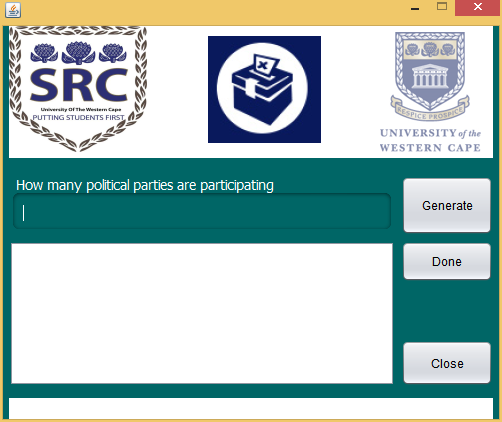 SRC
University Of The Western Cape
PUTTING STUDENTS FIRST
RESPICE PROSPICE
UNIVERSITY of the
WESTERN CAPE
How many political parties are participating
Generate
Done
Close